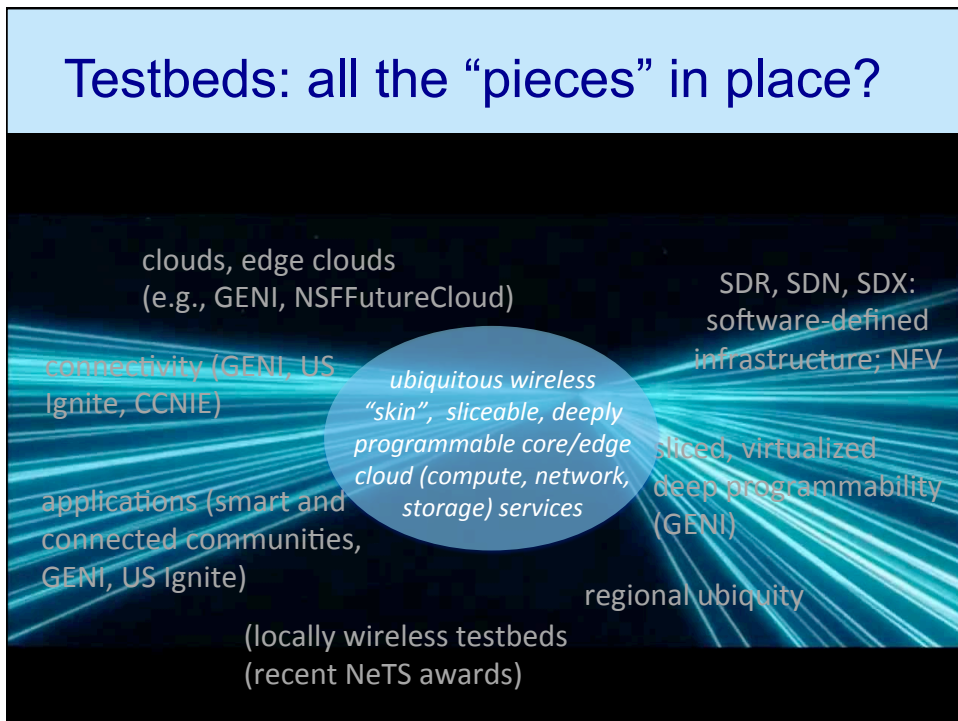 Testbeds: all the “pieces” in place?
clouds, edge clouds
(e.g., GENI, NSFFutureCloud)
SDR, SDN, SDX:
software-defined
infrastructure; NFV
connectivity (GENI, US
Ignite, CCNIE)
ubiquitous wireless
“skin”, sliceable, deeply
programmable core/edge
cloud (compute, network,
storage) services
sliced, virtualized
deep programmability
(GENI)
applications (smart and
connected communities,
GENI, US Ignite)
regional ubiquity
(locally wireless testbeds
(recent NeTS awards)